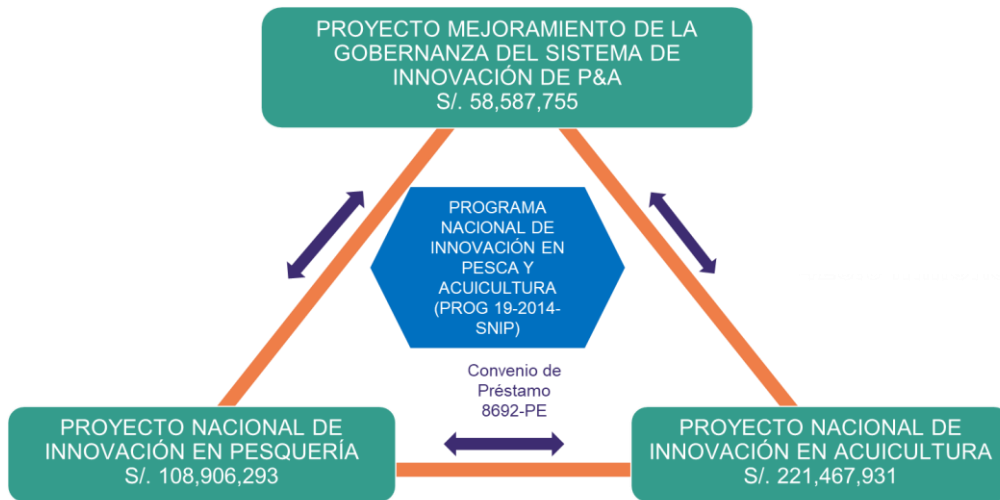 PROYECTO MEJORAMIENTO DE LA
GOBERNANZA DEL SISTEMA DE
INNOVACIÓN DE P&A
S/. 58,587,755
PROGRAMA
NACIONAL DE
INNOVACIÓN EN
PESCA Y
ACUICULTURA
(PROG 19-2014-
SNIP)
Convenio de
Préstamo
8692-PE
PROYECTO NACIONAL DE
INNOVACIÓN EN PESQUERÍA
S/. 108,906,293
PROYECTO NACIONAL DE
INNOVACIÓN EN ACUICULTURA
S/. 221,467,931